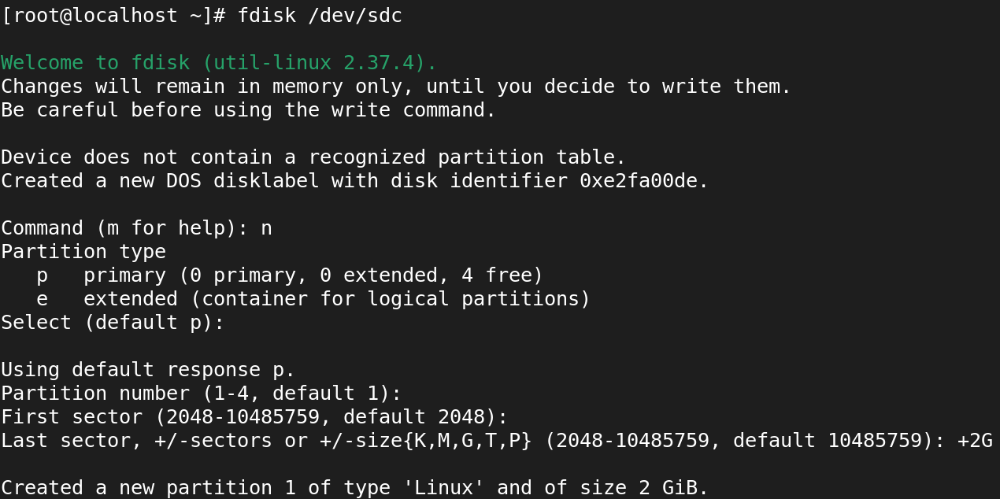 [root@localhost ~]# fdisk /dev/sdc
Welcome to fdisk (util-linux 2.37.4).
Changes will remain in memory only, until you decide to write them.
Be careful before using the write command.
Device does not contain a recognized partition table.
Created a new DOS disklabel with disk identifier 0xe2fa00de.
Command (m for help): n
Partition type
   p   primary (0 primary, 0 extended, 4 free)
   e   extended (container for logical partitions)
Select (default p):
Using default response p.
Partition number (1-4, default 1):
First sector (2048-10485759, default 2048):
Last sector, +/-sectors or +/-size{K,M,G,T,P} (2048-10485759, default 10485759): +2G
Created a new partition 1 of type 'Linux' and of size 2 GiB.